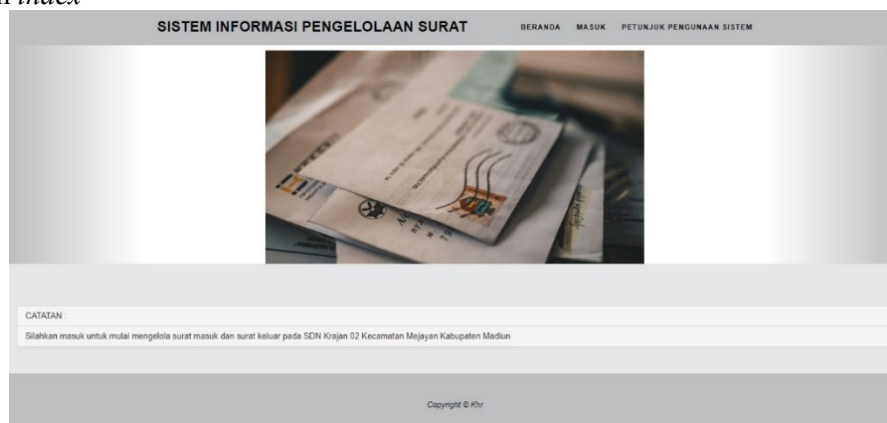 index
SISTEM INFORMASI PENGELOLAAN SURAT
BERANDA MASUK PETUNJUK PENGUNAAN SISTEM
CATATAN :
Silahkan masuk untuk mulai mengelola surat masuk dan surat keluar pada SDN Krajan 02 Kecamatan Mejayan Kabupaten Madiun
Copyright © Khr